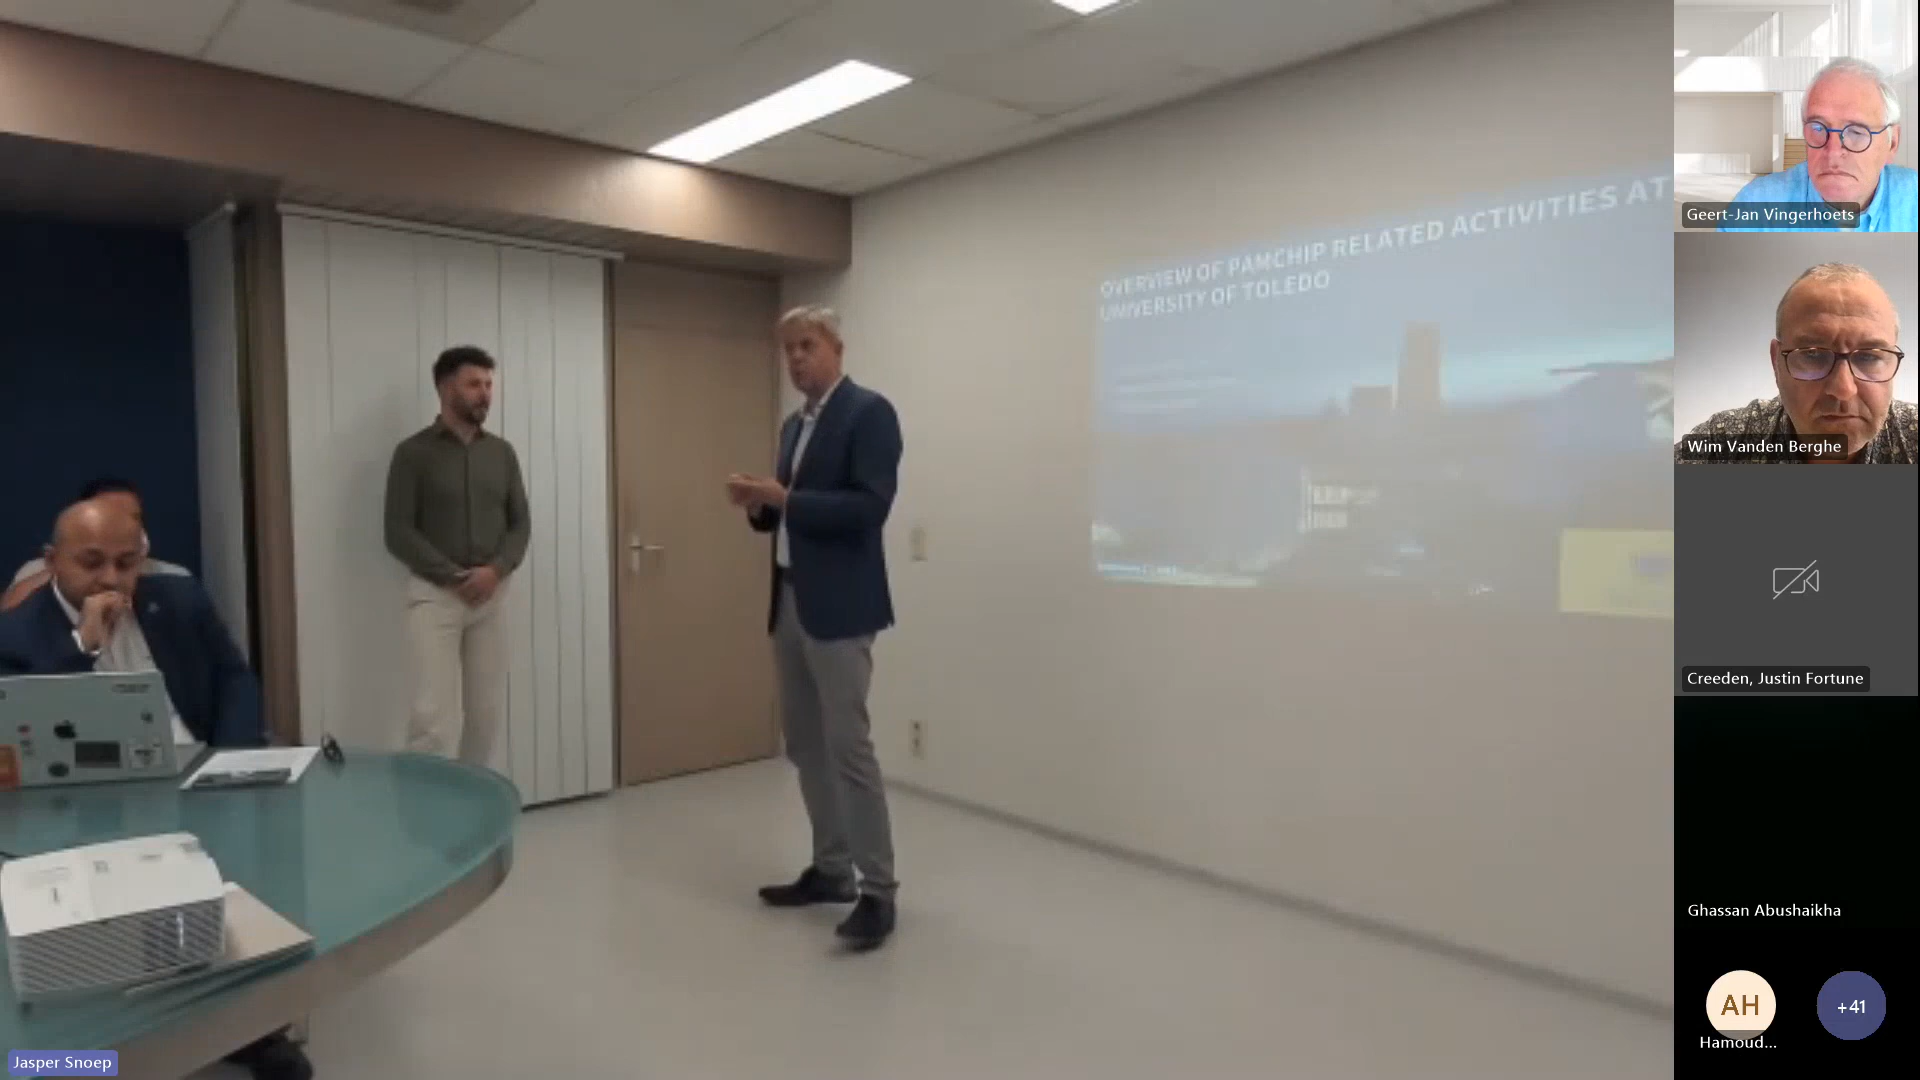 OVERVIEW OF PAMCHIP RELATED ACTIVITIES AT
UNIVERSITY OF TOLEDO
Geert-Jan Vingerhoets
Wim Vanden Berghe
Creeden, Justin Fortune
Ghassan Abushaikha
AH
+41
Hamoud...
Jasper Snoep